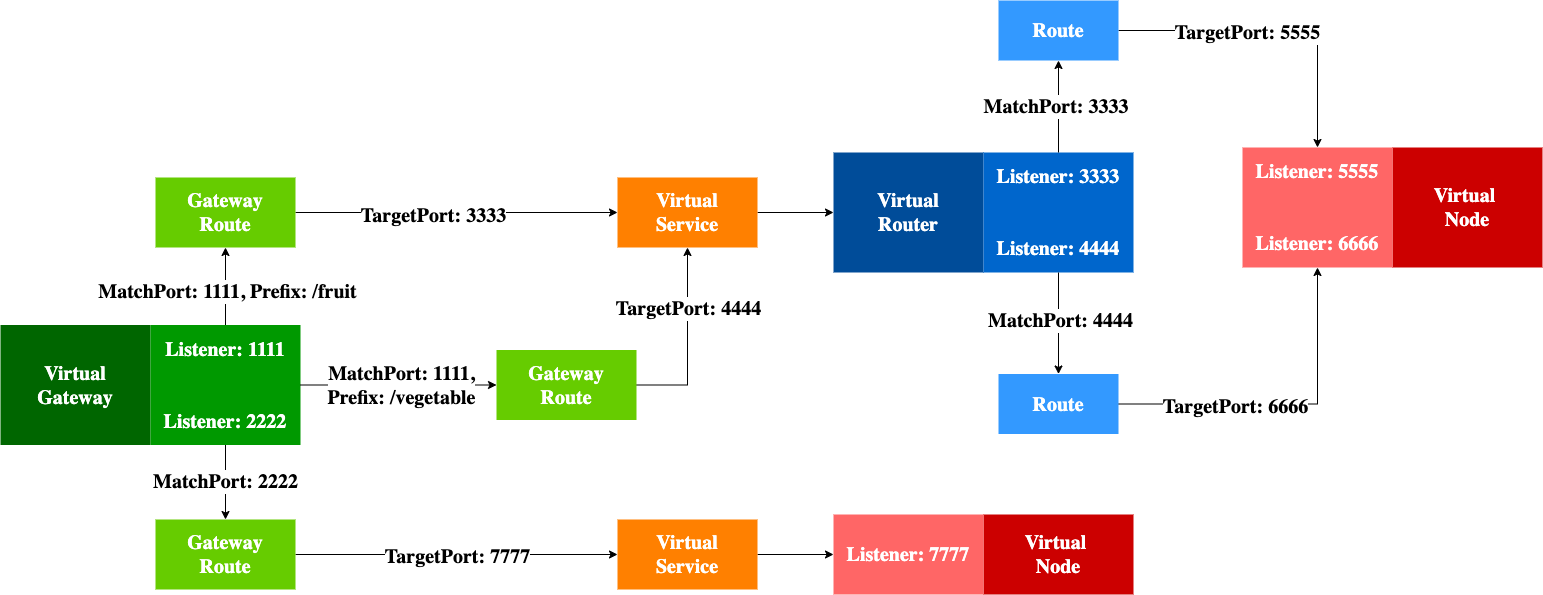 Route
TargetPort: 5555
MatchPort: 3333
Gateway
Route
TargetPort: 3333
Virtual
Service
Virtual
Router
Listener: 3333
Listener: 4444
Listener: 5555
Listener: 6666
Virtual
Node
MatchPort: 1111, Prefix: /fruit
TargetPort: 4444
MatchPort: 4444
Virtual
Gateway
Listener: 1111
Listener: 2222
MatchPort: 1111,
Prefix: /vegetable
Gateway
Route
Route
TargetPort: 6666
MatchPort: 2222
Gateway
Route
TargetPort: 7777
Virtual
Service
Listener: 7777
Virtual
Node